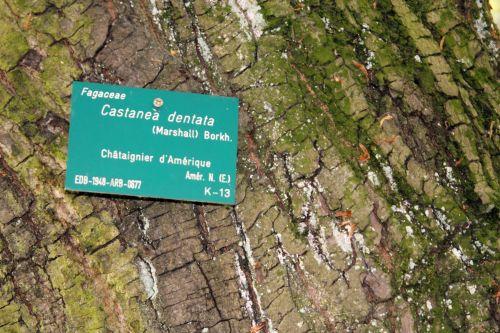 Fagaceae
Castanea dentata
(Marshall) Borkh.
Châtaignier d'Amérique
Amér. N. (E.)
EDB-1948-ARB-0677
K-13